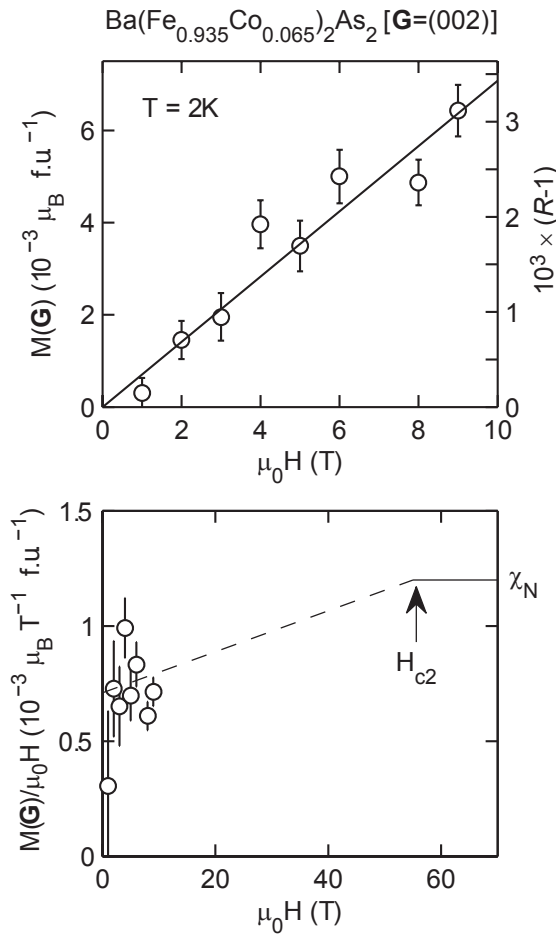 Ba(Fe0.935Co0.065)2As2 [G=(002)]
T = 2K
M(G) (10−3 μB f.u−1)
6
4
2
0
3
2
1
0
103 × (R-1)
0 2 4 6 8 10
μ0H (T)
M(G)/μ0H (10−3 μB T−1 f.u−1)
1.5
1
0.5
0
χN
Hc2
0 20 40 60
μ0H (T)